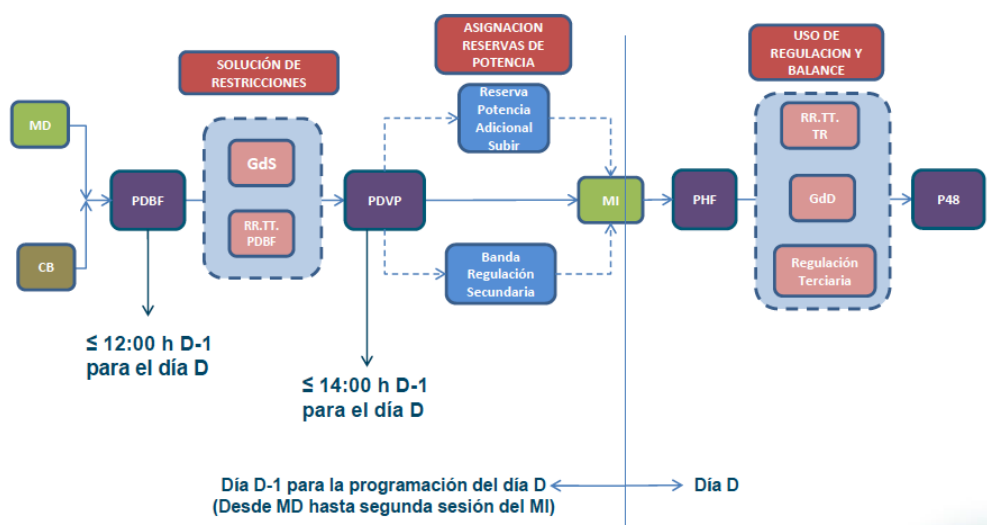 SOLUCIÓN DE
RESTRICCIONES
ASIGNACION
RESERVAS DE
POTENCIA
USO DE
REGULACION Y
BALANCE
MD
CB
PDBF
GdS
RR.TT.
PDBF
PDVP
Reserva
Potencia
Adicional
Subir
Banda
Regulación
Secundaria
MI
PHF
RR.TT.
TR
GdD
Regulación
Terciaria
P48
≤ 12:00 h D-1
para el día D
≤ 14:00 h D-1
para el día D
Día D-1 para la programación del día D
(Desde MD hasta segunda sesión del MI)
Día D